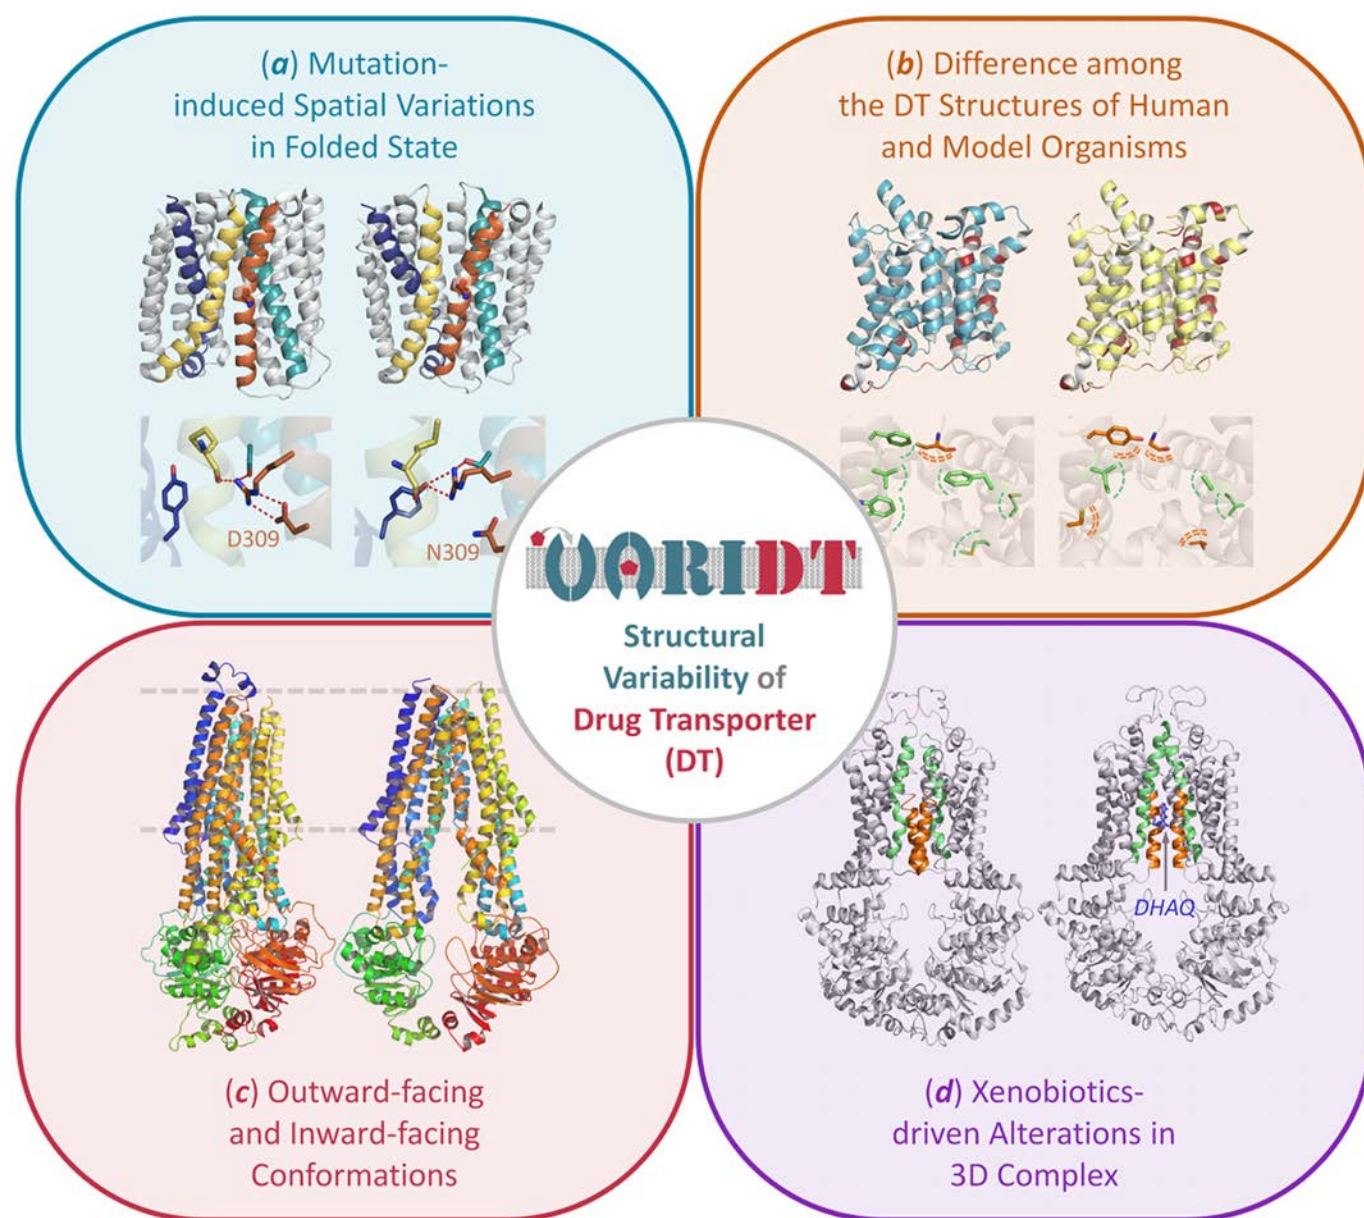 (a) Mutation-
induced Spatial Variations
in Folded State
(b) Difference among
the DT Structures of Human
and Model Organisms
D309
N309
VARIDT
Structural
Variability of
Drug Transporter
(DT)
DHAQ
(c) Outward-facing
and Inward-facing
Conformations
(d) Xenobiotics-
driven Alterations in
3D Complex